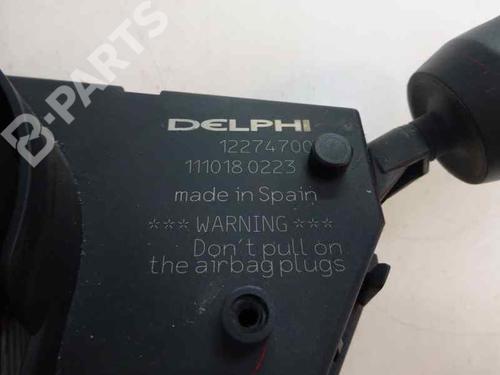 B-PARTS
DELPHI
12274700
111018 0223
made in Spain
*** WARNING ***
Don't pull on
the airbag plugs